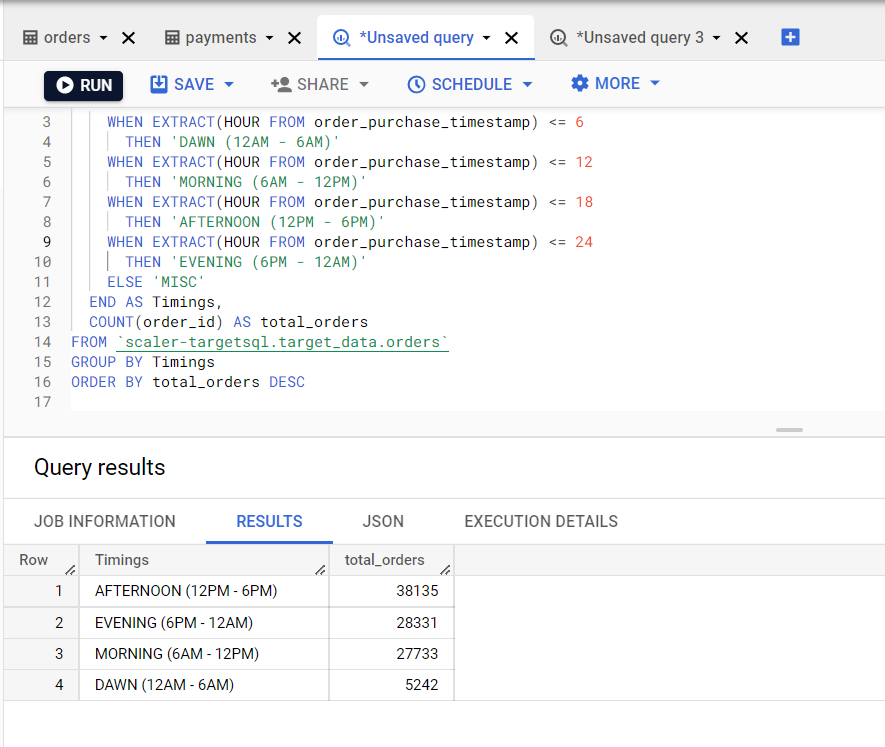 orders payments *Unsaved query *Unsaved query 3
RUN SAVE SHARE SCHEDULE MORE
3 WHEN EXTRACT(HOUR FROM order_purchase_timestamp) <= 6
4 THEN 'DAWN (12AM - 6AM)'
5 WHEN EXTRACT(HOUR FROM order_purchase_timestamp) <= 12
6 THEN 'MORNING (6AM - 12PM)'
7 WHEN EXTRACT(HOUR FROM order_purchase_timestamp) <= 18
8 THEN 'AFTERNOON (12PM - 6PM)'
9 WHEN EXTRACT(HOUR FROM order_purchase_timestamp) <= 24
10 THEN 'EVENING (6PM - 12AM)'
11 ELSE 'MISC'
12 END AS Timings,
13 COUNT(order_id) AS total_orders
14 FROM `scaler-targetsql.target_data.orders`
15 GROUP BY Timings
16 ORDER BY total_orders DESC
17
Query results
JOB INFORMATION RESULTS JSON EXECUTION DETAILS
Row Timings total_orders
1 AFTERNOON (12PM - 6PM) 38135
2 EVENING (6PM - 12AM) 28331
3 MORNING (6AM - 12PM) 27733
4 DAWN (12AM - 6AM) 5242